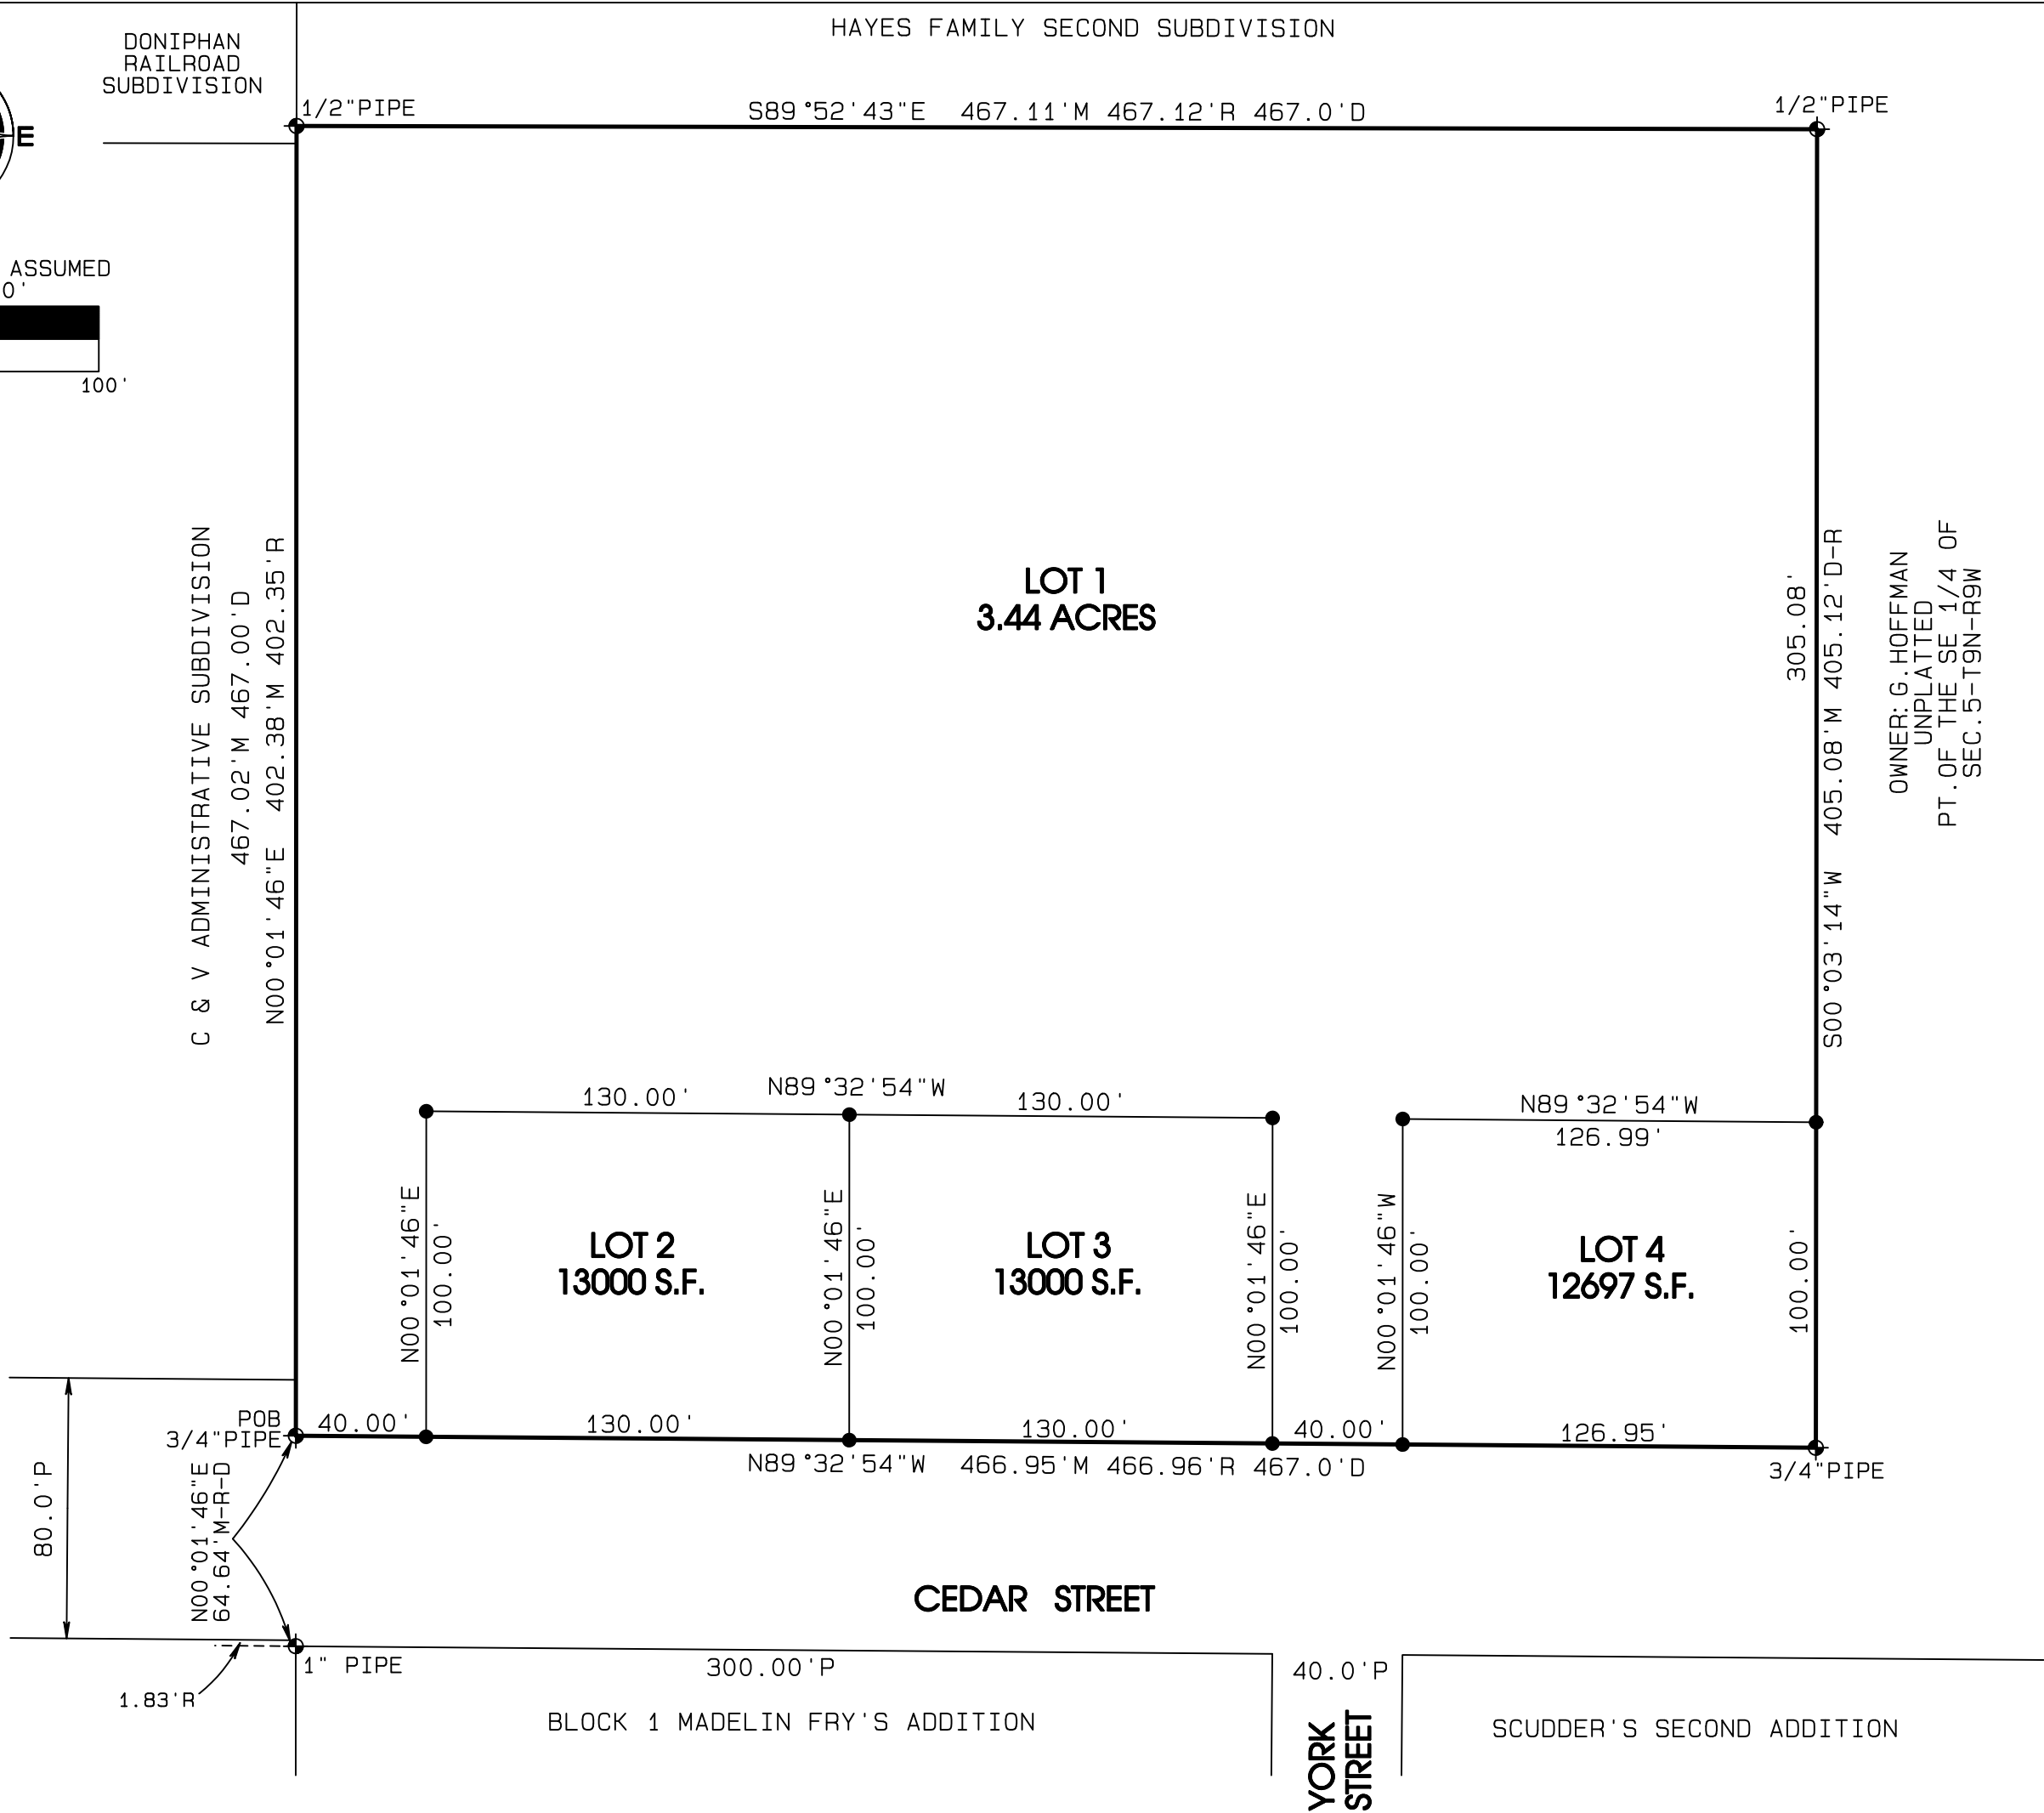 HAYES FAMILY SECOND SUBDIVISION
DONIPHAN
RAILROAD
SUBDIVISION
1/2"PIPE
S89°52'43"E 467.11'M 467.12'R 467.0'D
1/2"PIPE
E
ASSUMED
0'
100'
C & V ADMINISTRATIVE SUBDIVISION
467.02'M 467.00'D
N00°01'46"E 402.38'M 402.35'R
LOT 1
3.44 ACRES
305.08'
S00°03'14"W 405.08'M 405.12'D-R
OWNER: G.HOFFMAN
UNPLATTED
PT.OF THE SE 1/4 OF
SEC.5-T9N-R9W
130.00'
N89°32'54"W
130.00'
N89°32'54"W
126.99'
N00°01'46"E
100.00'
LOT 2
13000 S.F.
N00°01'46"E
100.00'
LOT 3
13000 S.F.
N00°01'46"E
100.00'
N00°01'46"W
100.00'
LOT 4
12697 S.F.
100.00'
POB
3/4"PIPE
40.00'
130.00'
130.00'
40.00'
126.95'
N89°32'54"W 466.95'M 466.96'R 467.0'D
3/4"PIPE
80.0'P
N00°01'46"E
64.64'M-R-D
CEDAR STREET
1" PIPE
300.00'P
40.0'P
1.83'R
BLOCK 1 MADELIN FRY'S ADDITION
YORK
STREET
SCUDDER'S SECOND ADDITION